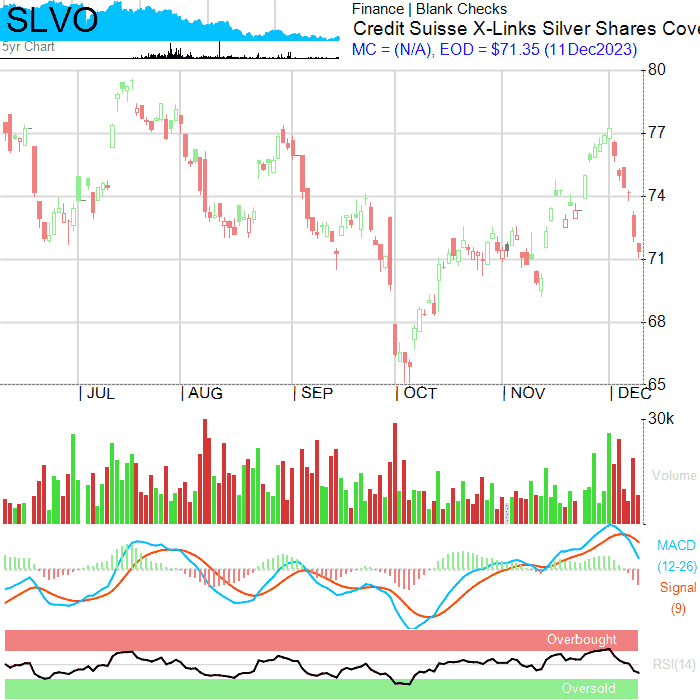 SLVO
5yr Chart
Finance | Blank Checks
Credit Suisse X-Links Silver Shares Cove
MC = (N/A), EOD = $71.35 (11Dec2023)
80
77
74
71
68
65
| JUL | AUG | SEP | OCT | NOV | DEC
30k
Volume
MACD
(12-26)
Signal
(9)
Overbought
RSI(14)
Oversold